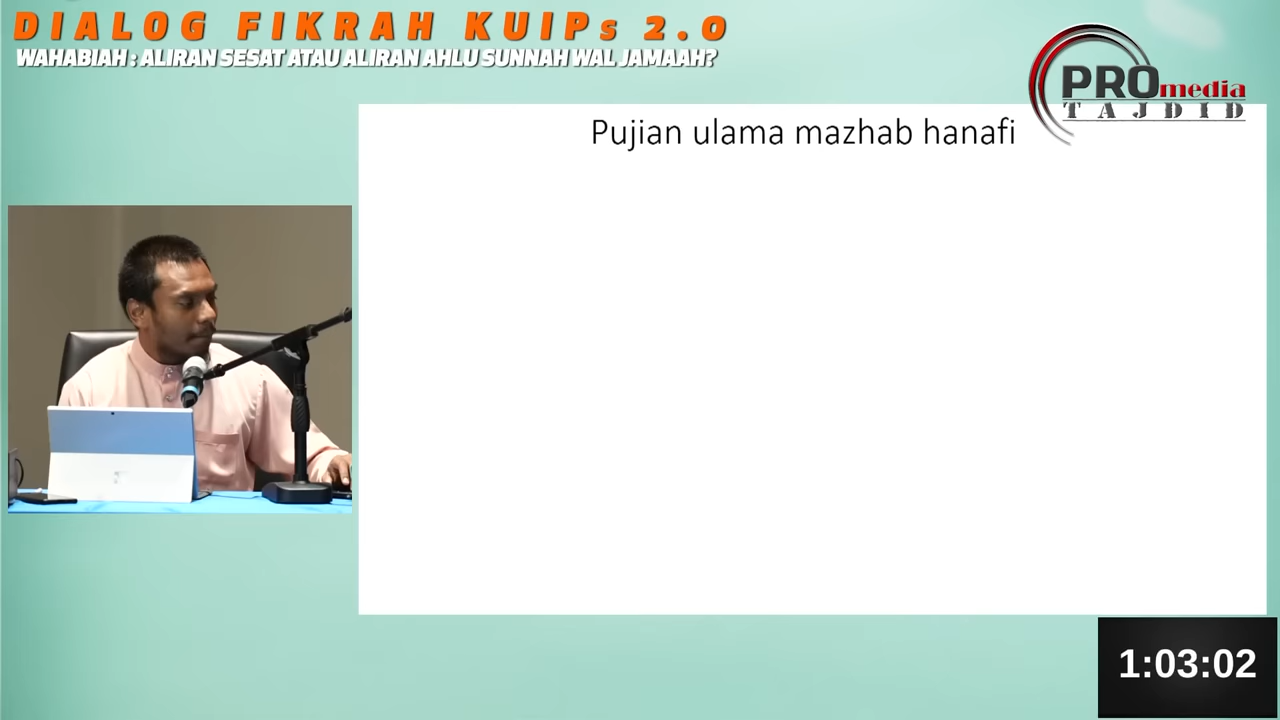 DIALOG FIKRAH KUIPs 2.0
WAHABIAH : ALIRAN SESAT ATAU ALIRAN AHLU SUNNAH WAL JAMAAH?
PROmedia
TAJDID
Pujian ulama mazhab hanafi
1:03:02